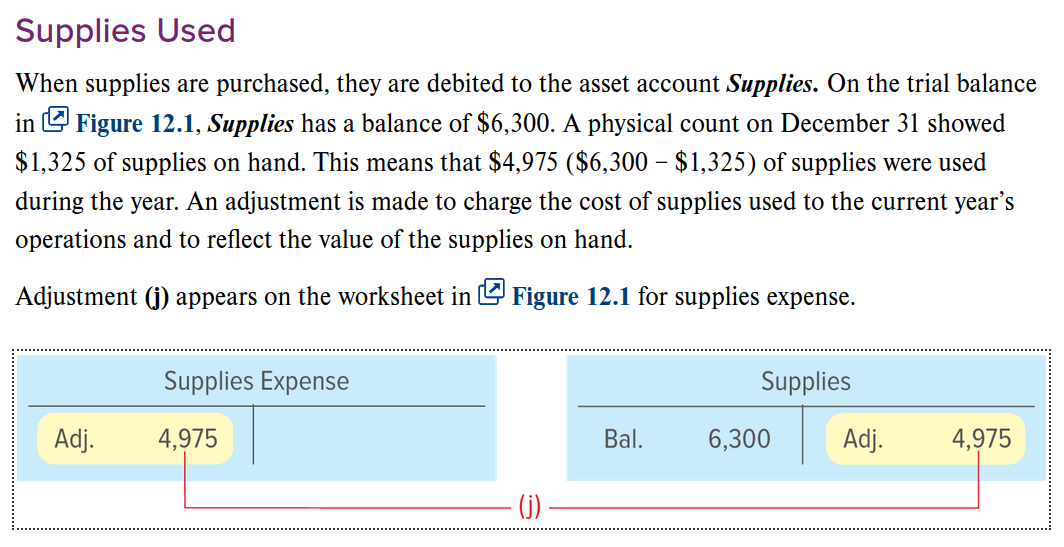 Supplies Used
When supplies are purchased, they are debited to the asset account Supplies. On the trial balance
in Figure 12.1, Supplies has a balance of $6,300. A physical count on December 31 showed
$1,325 of supplies on hand. This means that $4,975 ($6,300 – $1,325) of supplies were used
during the year. An adjustment is made to charge the cost of supplies used to the current year’s
operations and to reflect the value of the supplies on hand.
Adjustment (j) appears on the worksheet in Figure 12.1 for supplies expense.
Supplies Expense
Adj. 4,975
Supplies
Bal. 6,300 Adj. 4,975
(j)